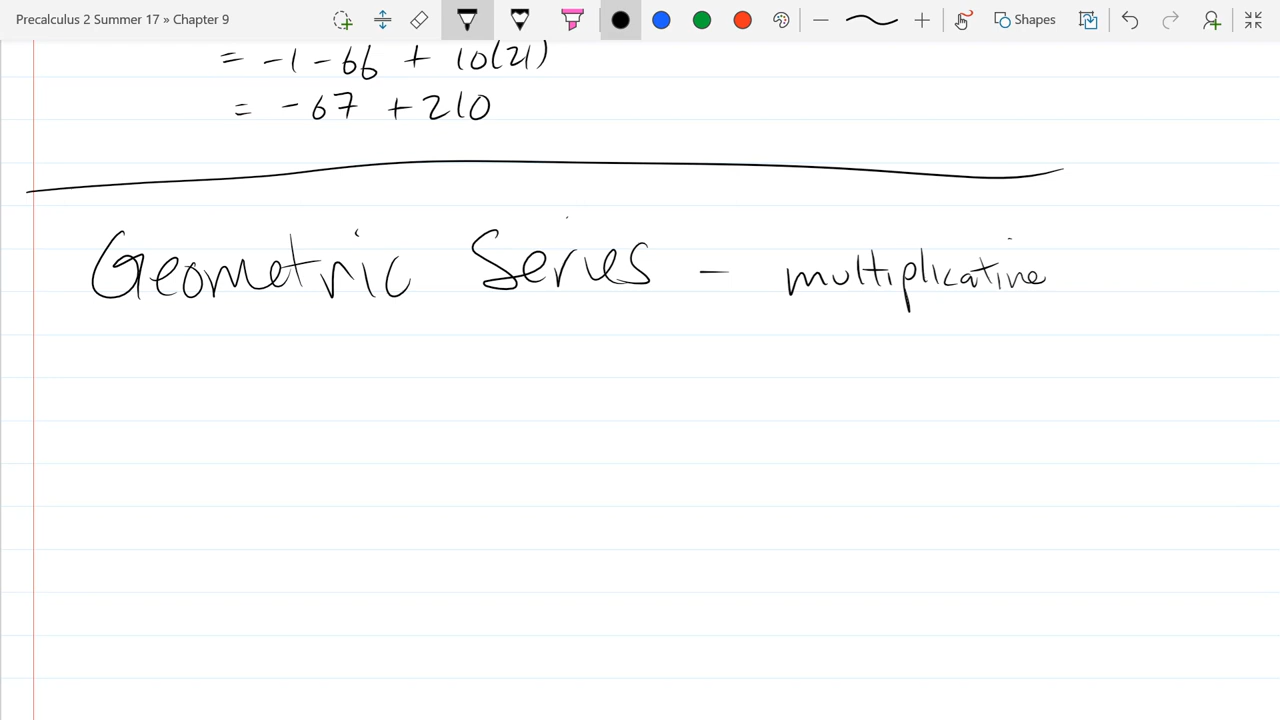 Precalculus 2 Summer 17 » Chapter 9
Shapes
= -1 - 66 + 10(21)
= -67 + 210
Geometric Series - multiplicative